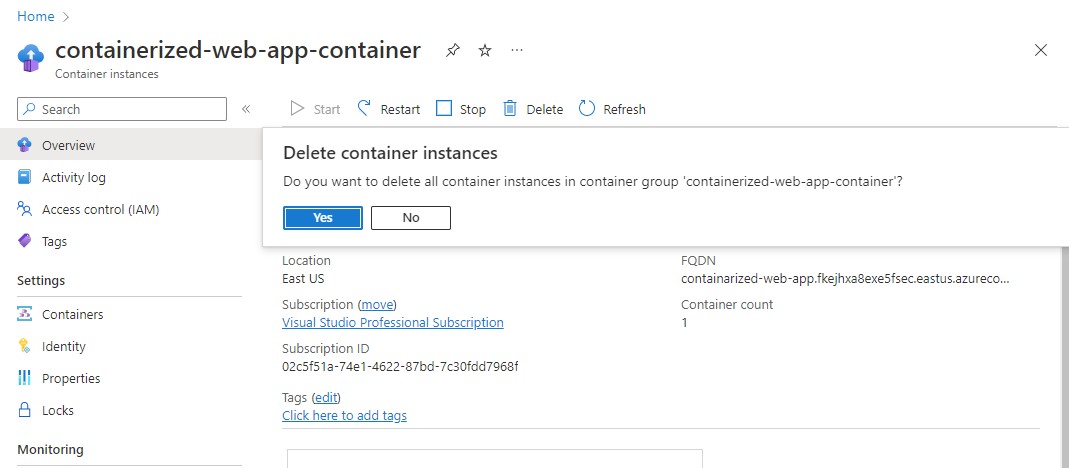 Home
containerized-web-app-container
Container instances
Search
Start Restart Stop Delete Refresh
Overview
Activity log
Access control (IAM)
Tags
Settings
Containers
Identity
Properties
Locks
Monitoring
Delete container instances
Do you want to delete all container instances in container group 'containerized-web-app-container'?
Yes No
Location
East US
Subscription (move)
Visual Studio Professional Subscription
Subscription ID
02c5f51a-74e1-4622-87bd-7c30fdd7968f
Tags (edit)
Click here to add tags
FQDN
containarized-web-app.fkejhxa8exe5fsec.eastus.azureco...
Container count
1